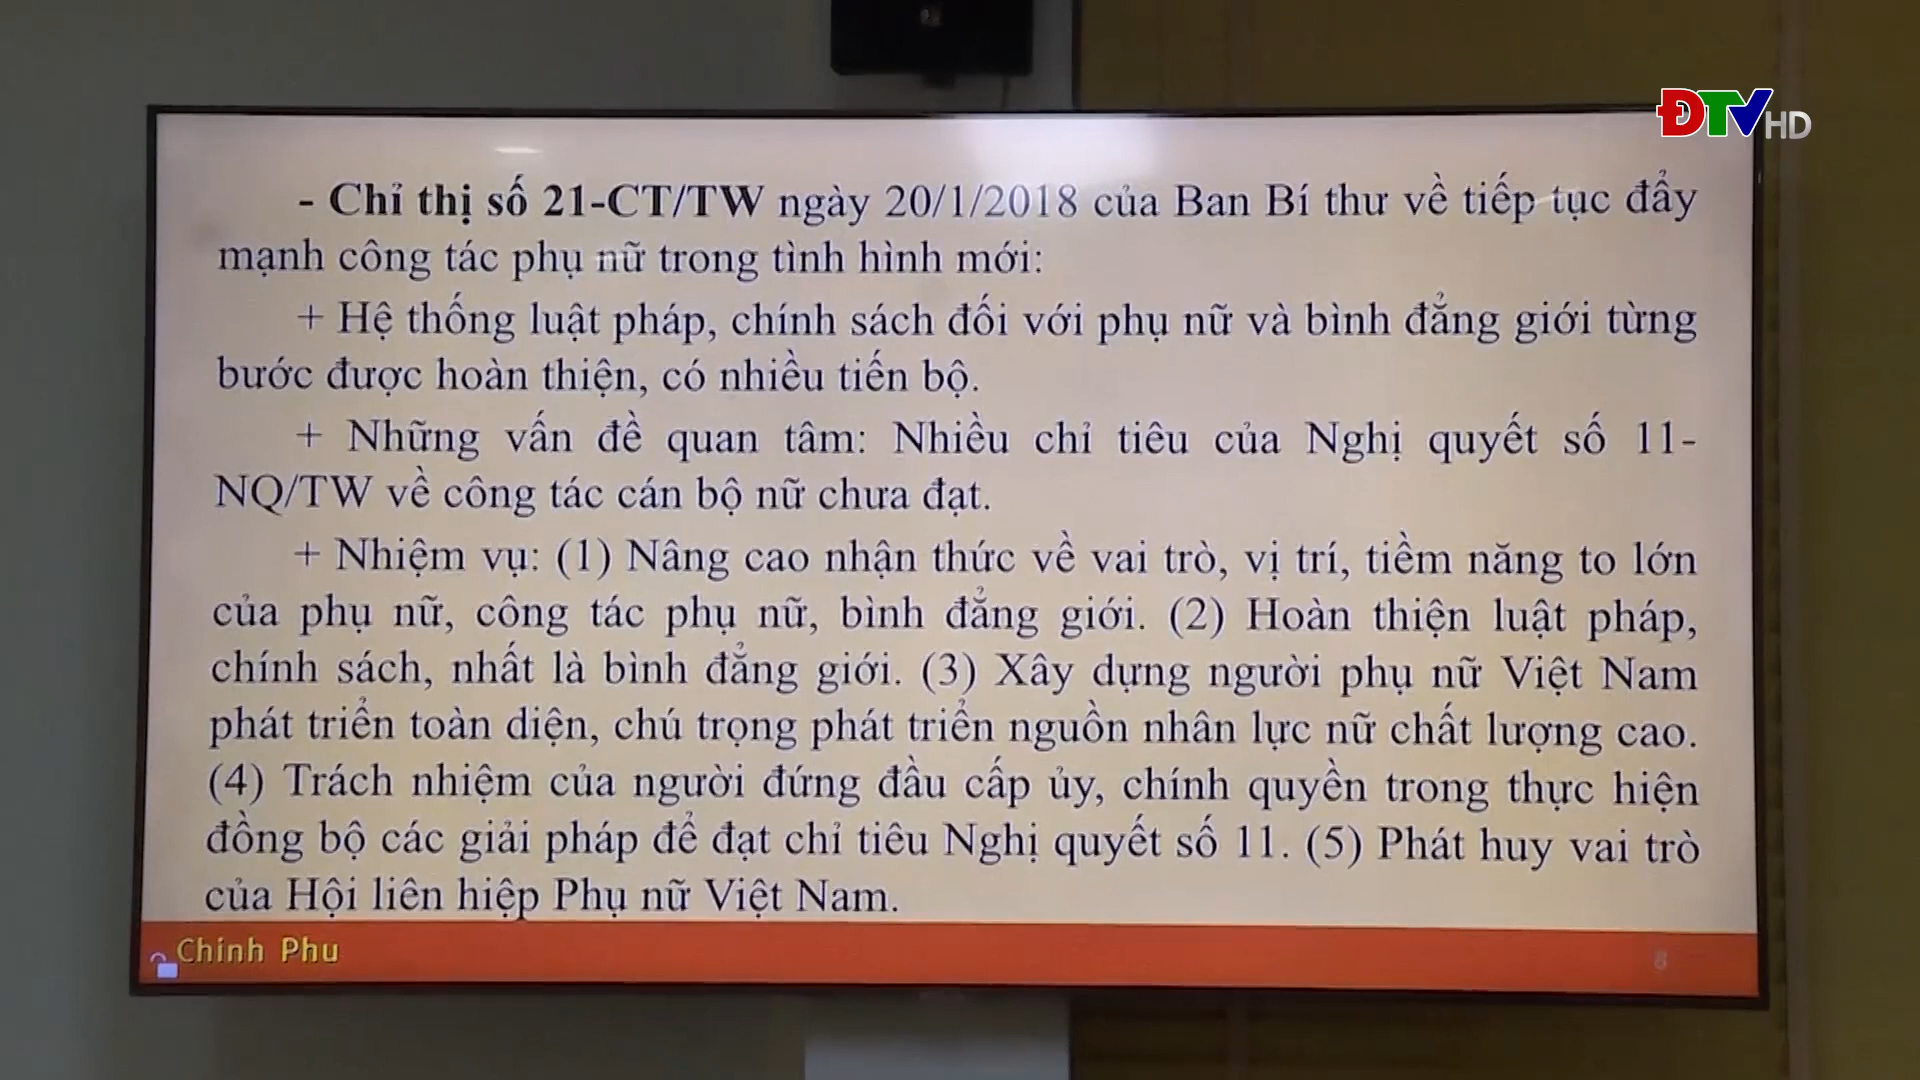 ĐTV HD
- Chỉ thị số 21-CT/TW ngày 20/1/2018 của Ban Bí thư về tiếp tục đẩy
mạnh công tác phụ nữ trong tình hình mới:
+ Hệ thống luật pháp, chính sách đối với phụ nữ và bình đẳng giới từng
bước được hoàn thiện, có nhiều tiến bộ.
+ Những vấn đề quan tâm: Nhiều chỉ tiêu của Nghị quyết số 11-
NQ/TW về công tác cán bộ nữ chưa đạt.
+ Nhiệm vụ: (1) Nâng cao nhận thức về vai trò, vị trí, tiềm năng to lớn
của phụ nữ, công tác phụ nữ, bình đẳng giới. (2) Hoàn thiện luật pháp,
chính sách, nhất là bình đẳng giới. (3) Xây dựng người phụ nữ Việt Nam
phát triển toàn diện, chú trọng phát triển nguồn nhân lực nữ chất lượng cao.
(4) Trách nhiệm của người đứng đầu cấp ủy, chính quyền trong thực hiện
đồng bộ các giải pháp để đạt chỉ tiêu Nghị quyết số 11. (5) Phát huy vai trò
của Hội liên hiệp Phụ nữ Việt Nam.
Chinh Phu
8